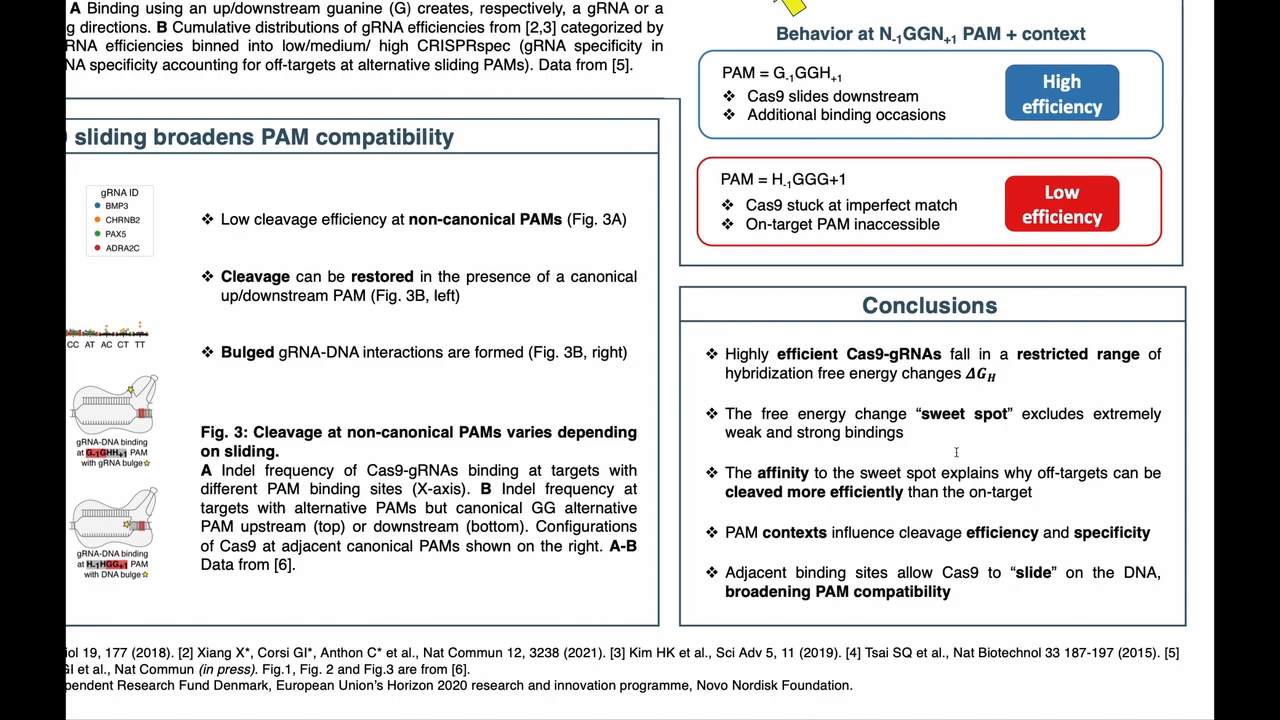 A Binding using an up/downstream guanine (G) creates, respectively, a gRNA or a
g directions. B Cumulative distributions of gRNA efficiencies from [2,3] categorized by
RNA efficiencies binned into low/medium/ high CRISPRspec (gRNA specificity in
NA specificity accounting for off-targets at alternative sliding PAMs). Data from [5].
sliding broadens PAM compatibility
gRNA ID
BMP3
CHRNB2
PAX5
ADRA2C
❖ Low cleavage efficiency at non-canonical PAMs (Fig. 3A)
❖ Cleavage can be restored in the presence of a canonical
up/downstream PAM (Fig. 3B, left)
❖ Bulged gRNA-DNA interactions are formed (Fig. 3B, right)
CC AT AC CT TT
gRNA-DNA binding
at G-1GHH+1 PAM
with gRNA bulge
gRNA-DNA binding
at H-1HGG+1 PAM
with DNA bulge
Fig. 3: Cleavage at non-canonical PAMs varies depending
on sliding.
A Indel frequency of Cas9-gRNAs binding at targets with
different PAM binding sites (X-axis). B Indel frequency at
targets with alternative PAMs but canonical GG alternative
PAM upstream (top) or downstream (bottom). Configurations
of Cas9 at adjacent canonical PAMs shown on the right. A-B
Data from [6].
Behavior at N-1GGN+1 PAM + context
PAM = G-1GGH+1
❖ Cas9 slides downstream
❖ Additional binding occasions
High
efficiency
PAM = H-1GGG+1
❖ Cas9 stuck at imperfect match
❖ On-target PAM inaccessible
Low
efficiency
Conclusions
❖ Highly efficient Cas9-gRNAs fall in a restricted range of
hybridization free energy changes ΔGH
❖ The free energy change “sweet spot” excludes extremely
weak and strong bindings
❖ The affinity to the sweet spot explains why off-targets can be
cleaved more efficiently than the on-target
❖ PAM contexts influence cleavage efficiency and specificity
❖ Adjacent binding sites allow Cas9 to “slide” on the DNA,
broadening PAM compatibility
iol 19, 177 (2018). [2] Xiang X*, Corsi GI*, Anthon C* et al., Nat Commun 12, 3238 (2021). [3] Kim HK et al., Sci Adv 5, 11 (2019). [4] Tsai SQ et al., Nat Biotechnol 33 187-197 (2015). [5]
GI et al., Nat Commun (in press). Fig.1, Fig. 2 and Fig.3 are from [6].
pendent Research Fund Denmark, European Union’s Horizon 2020 research and innovation programme, Novo Nordisk Foundation.